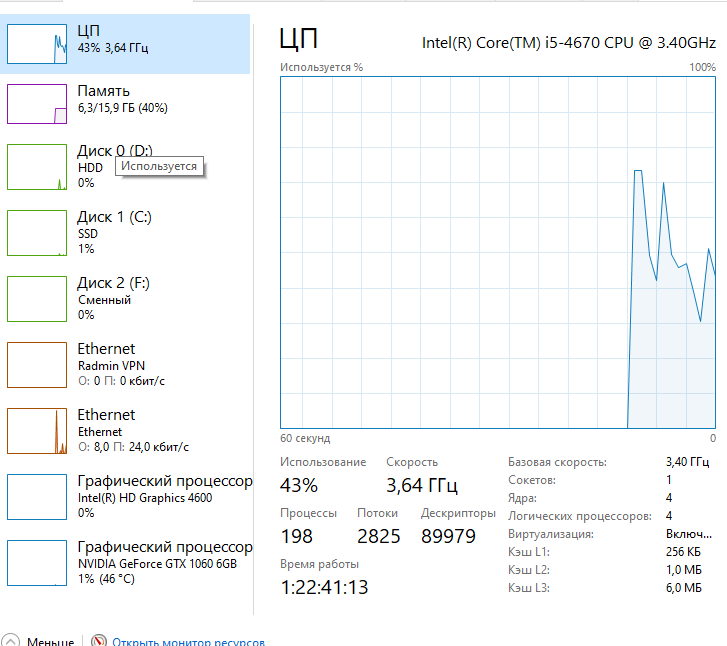 ЦП
43% 3,64 ГГц
Память
6,3/15,9 ГБ (40%)
Диск 0 (D:)
HDD
Используется
0%
Диск 1 (C:)
SSD
1%
Диск 2 (F:)
Сменный
0%
Ethernet
Radmin VPN
О: 0 П: 0 кбит/с
Ethernet
Ethernet
О: 8,0 П: 24,0 кбит/с
Графический процессор
Intel(R) HD Graphics 4600
0%
Графический процессор
NVIDIA GeForce GTX 1060 6GB
1% (46 °C)
ЦП
Intel(R) Core(TM) i5-4670 CPU @ 3.40GHz
Используется %
100%
60 секунд
0
Использование
Скорость
43%
3,64 ГГц
Процессы
Потоки
Дескрипторы
198
2825
89979
Время работы
1:22:41:13
Базовая скорость: 3,40 ГГц
Сокетов: 1
Ядра: 4
Логических процессоров: 4
Виртуализация: Включ...
Кэш L1: 256 КБ
Кэш L2: 1,0 МБ
Кэш L3: 6,0 МБ
Меньше
Открыть монитор ресурсов